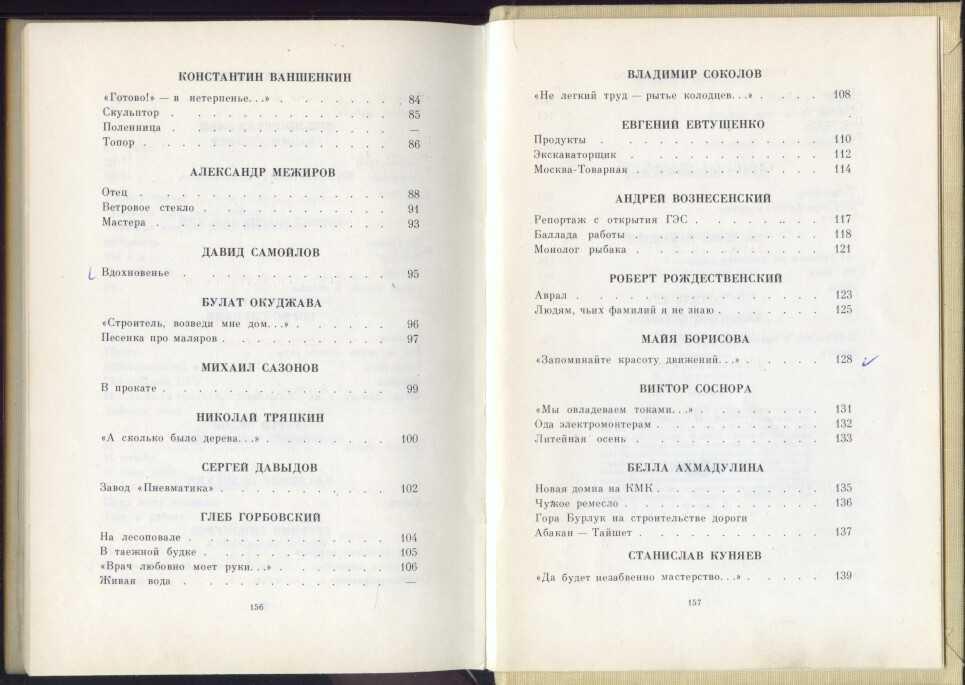 КОНСТАНТИН ВАНШЕНКИН
«Готово!» — в нетерпенье. . .» . . . . . . . . 84
Скульптор . . . . . . . . . . . . 85
Поленница . . . . . . . . . . . . —
Топор . . . . . . . . . . . . . 86
АЛЕКСАНДР МЕЖИРОВ
Отец . . . . . . . . . . . . . 88
Ветровое стекло . . . . . . . . . . 91
Мастера . . . . . . . . . . . . 93
ДАВИД САМОЙЛОВ
Вдохновенье . . . . . . . . . . . 95
БУЛАТ ОКУДЖАВА
«Строитель, возведи мне дом. . .» . . . . . . 96
Песенка про маляров . . . . . . . . . 97
МИХАИЛ САЗОНОВ
В прокате . . . . . . . . . . . . 99
НИКОЛАЙ ТРЯПКИН
«А сколько было дерева. . .» . . . . . . . 100
СЕРГЕЙ ДАВЫДОВ
Завод «Пневматика» . . . . . . . . . 102
ГЛЕБ ГОРБОВСКИЙ
На лесоповале . . . . . . . . . . . 104
В таежной будке . . . . . . . . . . 105
«Врач любовно моет руки. . .» . . . . . . . 106
Живая вода . . . . . . . . . . . —
156
ВЛАДИМИР СОКОЛОВ
«Не легкий труд — рытье колодцев. . .» . . . . 108
ЕВГЕНИЙ ЕВТУШЕНКО
Продукты . . . . . . . . . . . . 110
Экскаваторщик . . . . . . . . . . . 112
Москва-Товарная . . . . . . . . . . 114
АНДРЕЙ ВОЗНЕСЕНСКИЙ
Репортаж с открытия ГЭС . . . . . . . . 117
Баллада работы . . . . . . . . . . 118
Монолог рыбака . . . . . . . . . . 121
РОБЕРТ РОЖДЕСТВЕНСКИЙ
Аврал . . . . . . . . . . . . . 123
Людям, чьих фамилий я не знаю . . . . . . 125
МАЙЯ БОРИСОВА
«Запоминайте красоту движений. . .» . . . . . 128
ВИКТОР СОСНОРА
«Мы овладеваем токами. . .» . . . . . . . 131
Ода электромонтерам . . . . . . . . . 132
Литейная осень . . . . . . . . . . 133
БЕЛЛА АХМАДУЛИНА
Новая домна на КМК . . . . . . . . . 135
Чужое ремесло . . . . . . . . . . . 136
Гора Бурлук на строительстве дороги
Абакан — Тайшет . . . . . . . . . . 137
СТАНИСЛАВ КУНЯЕВ
«Да будет незабвенно мастерство. . .» . . . . . 139
157